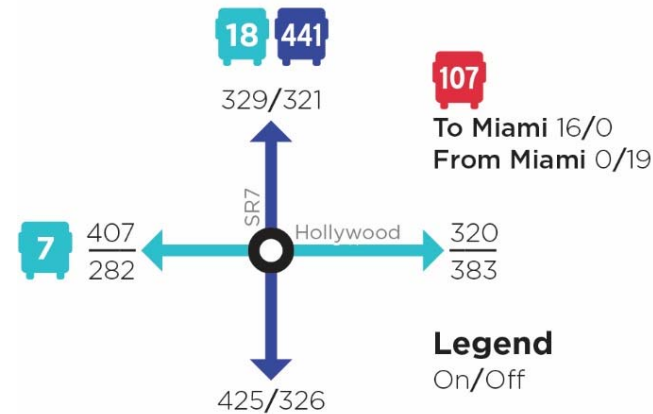 18 441
329/321
107
To Miami 16/0
From Miami 0/19
SR7
Hollywood
7
407
282
320
383
Legend
On/Off
425/326